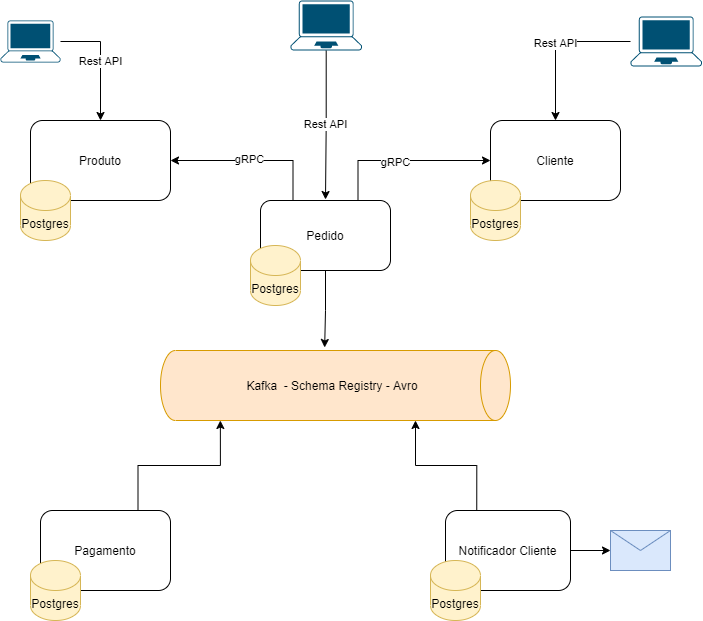 Rest API
Rest API
Rest API
Produto
gRPC
gRPC
Cliente
Postgres
Pedido
Postgres
Postgres
Kafka - Schema Registry - Avro
Pagamento
Notificador Cliente
Postgres
Postgres